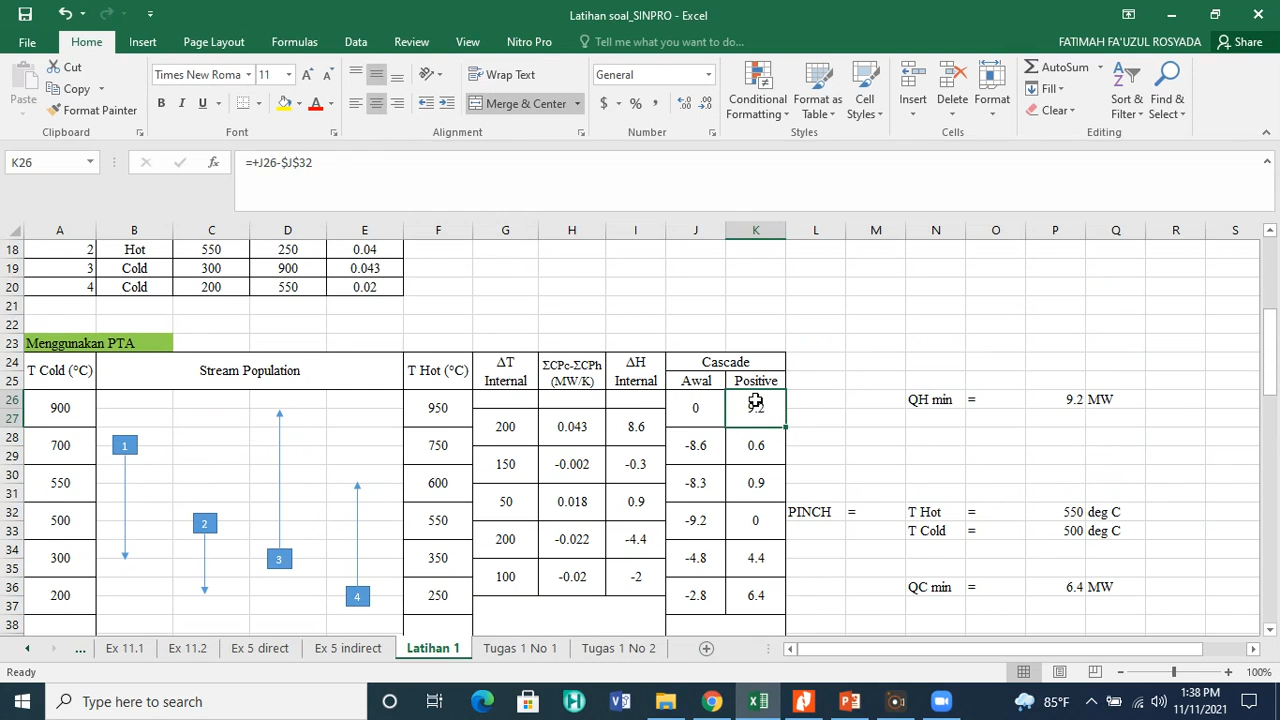 Latihan soal_SINPRO - Excel
File Home Insert Page Layout Formulas Data Review View Nitro Pro Tell me what you want to do... FATIMAH FA'UZUL ROSYADA Share
Paste
Cut
Copy
Format Painter
Times New Roma 11
B I U
Wrap Text
Merge & Center
General
$ %
Conditional Formatting
Format as Table
Cell Styles
Insert Delete Format
AutoSum
Fill
Clear
Sort & Filter
Find & Select
Clipboard Font Alignment Number Styles Cells Editing
K26 fx =+J26-$J$32
A B C D E F G H I J K L M N O P Q R S
18 2 Hot 550 250 0.04
19 3 Cold 300 900 0.043
20 4 Cold 200 550 0.02
21
22
23 Menggunakan PTA
24 T Cold (°C) Stream Population T Hot (°C) ΔT Internal ΣCPc-ΣCPh (MW/K) ΔH Internal Cascade
25 Awal Positive
26 900 950 0 9.2 QH min = 9.2 MW
27 200 0.043 8.6
28 700 1 750 -8.6 0.6
29 150 -0.002 -0.3
30 550 600 -8.3 0.9
31 50 0.018 0.9
32 500 2 550 -9.2 0 PINCH = T Hot = 550 deg C
33 200 -0.022 -4.4 T Cold = 500 deg C
34 300 3 350 -4.8 4.4
35 100 -0.02 -2
36 200 4 250 -2.8 6.4 QC min = 6.4 MW
37
38
... Ex 11.1 Ex 11.2 Ex 5 direct Ex 5 indirect Latihan 1 Tugas 1 No 1 Tugas 1 No 2
Ready 100%
Type here to search 85°F 1:38 PM
11/11/2021